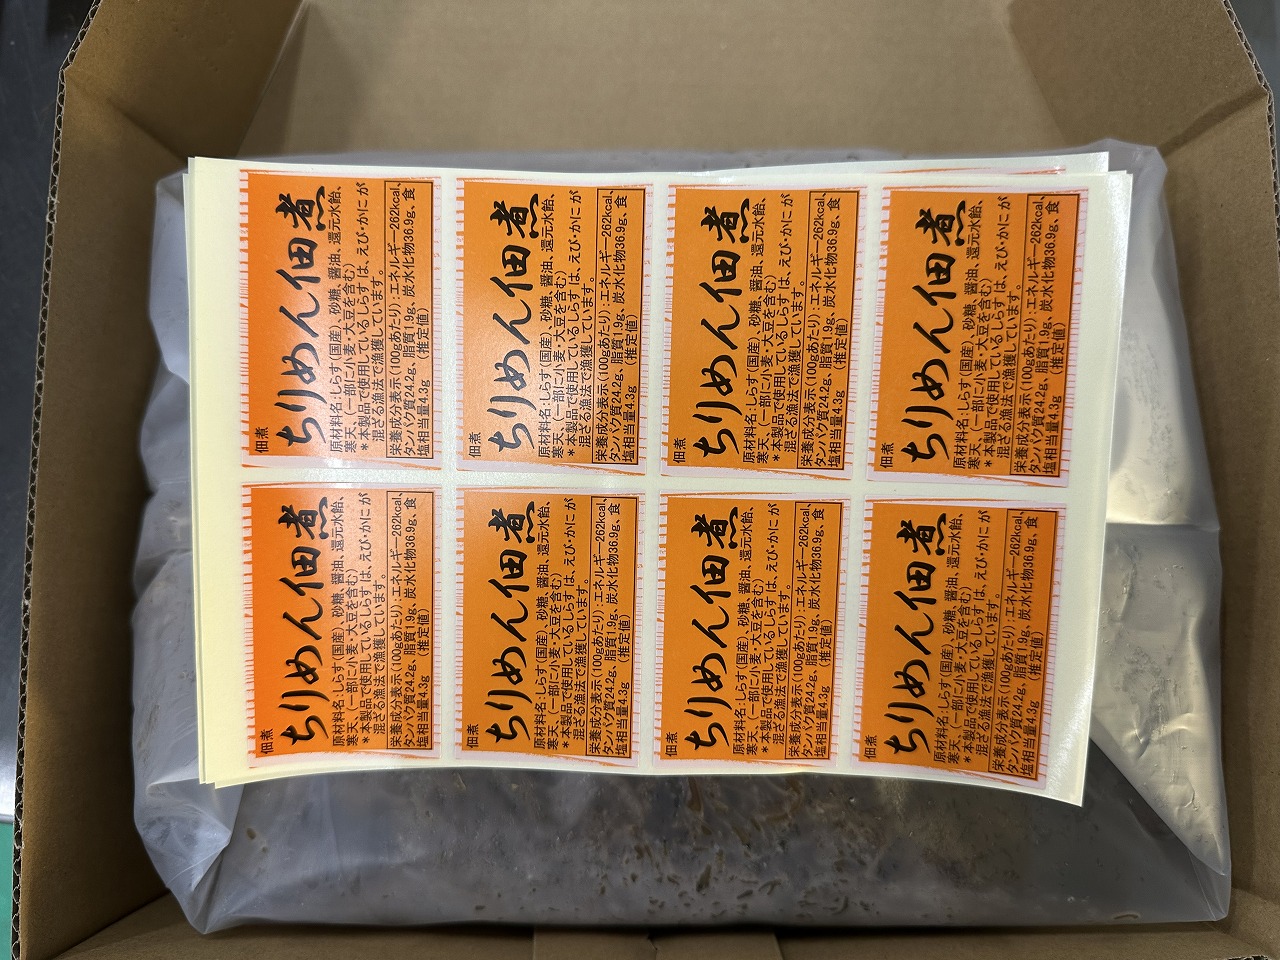 佃煮
ちりめん佃煮
原材料名:しらす(国産)、砂糖、醤油、還元水飴、
寒天、(一部に小麦・大豆を含む)
*本製品で使用しているしらすは、えび・かにが
混ざる漁法で漁獲しています。
栄養成分表示(100gあたり):エネルギー262kcal、
タンパク質24.2g、脂質1.9g、炭水化物36.9g、食
塩相当量4.3g (推定値)
佃煮
ちりめん佃煮
原材料名:しらす(国産)、砂糖、醤油、還元水飴、
寒天、(一部に小麦・大豆を含む)
*本製品で使用しているしらすは、えび・かにが
混ざる漁法で漁獲しています。
栄養成分表示(100gあたり):エネルギー262kcal、
タンパク質24.2g、脂質1.9g、炭水化物36.9g、食
塩相当量4.3g (推定値)
佃煮
ちりめん佃煮
原材料名:しらす(国産)、砂糖、醤油、還元水飴、
寒天、(一部に小麦・大豆を含む)
*本製品で使用しているしらすは、えび・かにが
混ざる漁法で漁獲しています。
栄養成分表示(100gあたり):エネルギー262kcal、
タンパク質24.2g、脂質1.9g、炭水化物36.9g、食
塩相当量4.3g (推定値)
佃煮
ちりめん佃煮
原材料名:しらす(国産)、砂糖、醤油、還元水飴、
寒天、(一部に小麦・大豆を含む)
*本製品で使用しているしらすは、えび・かにが
混ざる漁法で漁獲しています。
栄養成分表示(100gあたり):エネルギー262kcal、
タンパク質24.2g、脂質1.9g、炭水化物36.9g、食
塩相当量4.3g (推定値)
佃煮
ちりめん佃煮
原材料名:しらす(国産)、砂糖、醤油、還元水飴、
寒天、(一部に小麦・大豆を含む)
*本製品で使用しているしらすは、えび・かにが
混ざる漁法で漁獲しています。
栄養成分表示(100gあたり):エネルギー262kcal、
タンパク質24.2g、脂質1.9g、炭水化物36.9g、食
塩相当量4.3g (推定値)
佃煮
ちりめん佃煮
原材料名:しらす(国産)、砂糖、醤油、還元水飴、
寒天、(一部に小麦・大豆を含む)
*本製品で使用しているしらすは、えび・かにが
混ざる漁法で漁獲しています。
栄養成分表示(100gあたり):エネルギー262kcal、
タンパク質24.2g、脂質1.9g、炭水化物36.9g、食
塩相当量4.3g (推定値)
佃煮
ちりめん佃煮
原材料名:しらす(国産)、砂糖、醤油、還元水飴、
寒天、(一部に小麦・大豆を含む)
*本製品で使用しているしらすは、えび・かにが
混ざる漁法で漁獲しています。
栄養成分表示(100gあたり):エネルギー262kcal、
タンパク質24.2g、脂質1.9g、炭水化物36.9g、食
塩相当量4.3g (推定値)
佃煮
ちりめん佃煮
原材料名:しらす(国産)、砂糖、醤油、還元水飴、
寒天、(一部に小麦・大豆を含む)
*本製品で使用しているしらすは、えび・かにが
混ざる漁法で漁獲しています。
栄養成分表示(100gあたり):エネルギー262kcal、
タンパク質24.2g、脂質1.9g、炭水化物36.9g、食
塩相当量4.3g (推定値)